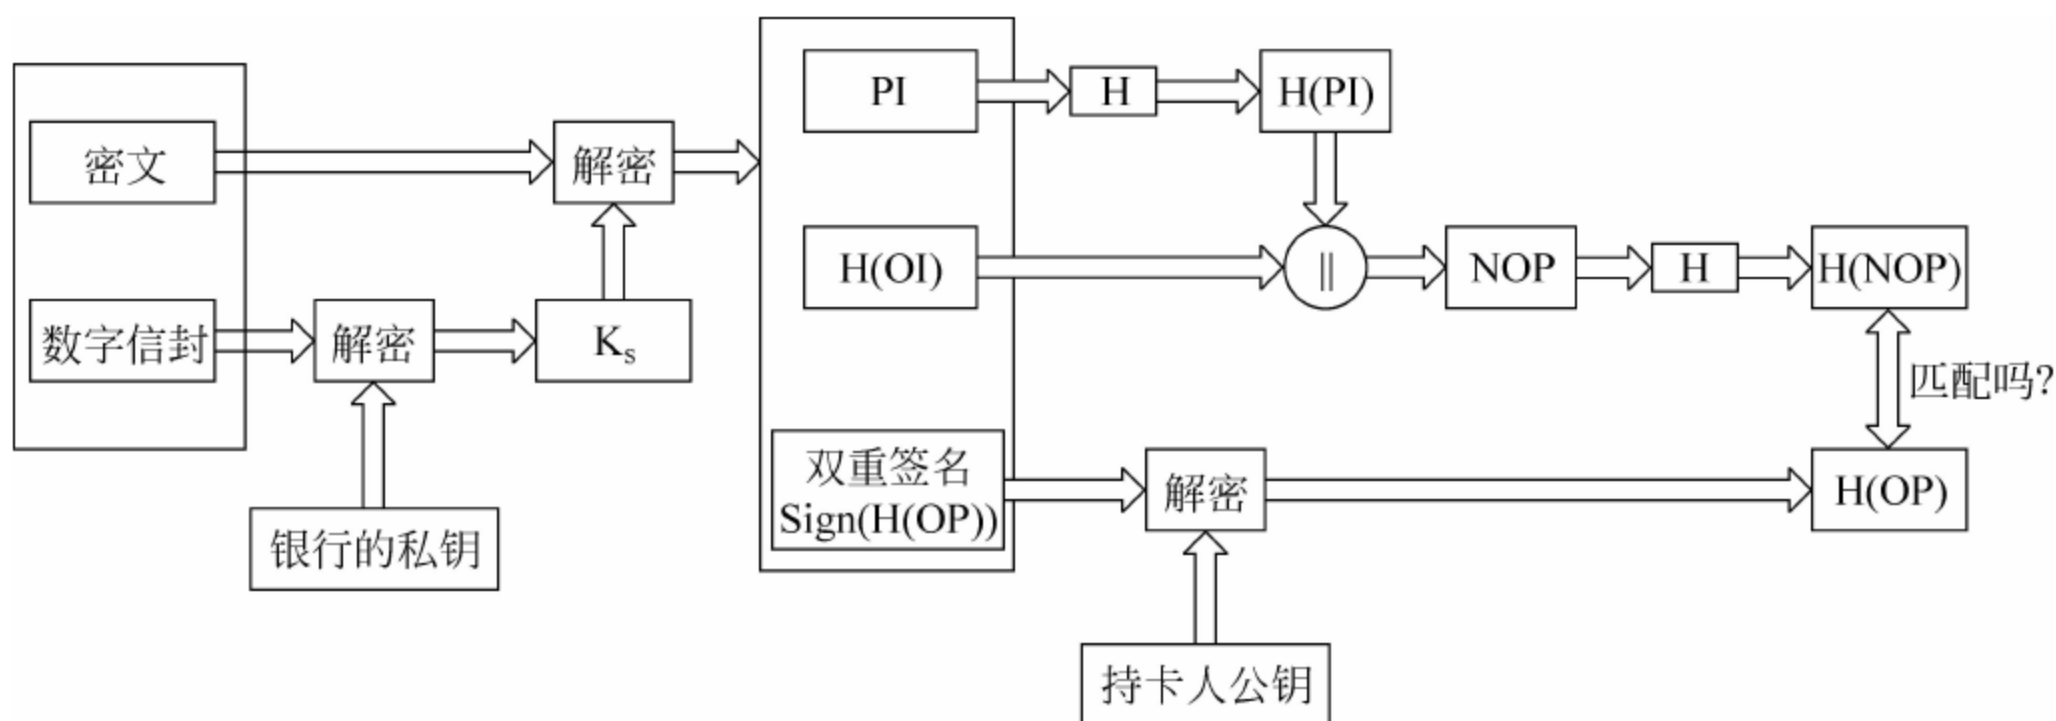 PI
H
H(PI)
密文
解密
H(OI)
||
NOP
H
H(NOP)
数字信封
解密
Ks
匹配吗?
双重签名
Sign(H(OP))
解密
H(OP)
银行的私钥
持卡人公钥